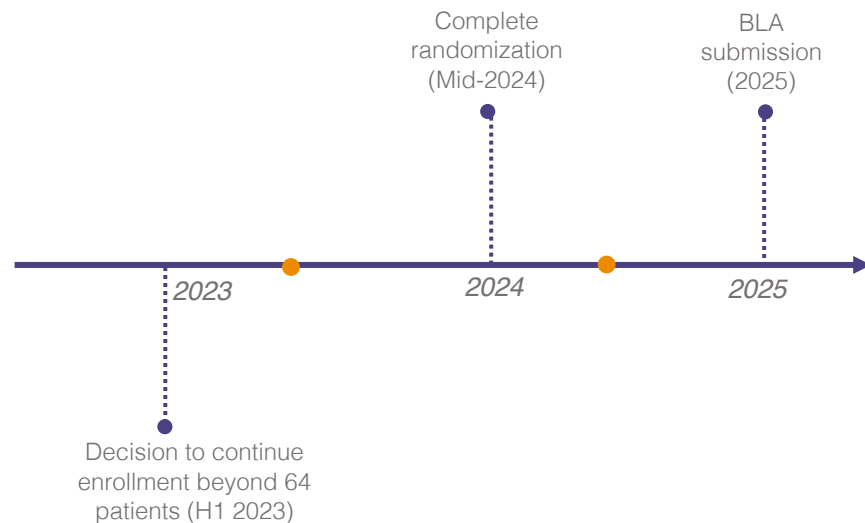 Complete
randomization
(Mid-2024)
BLA
submission
(2025)
2023
2024
2025
Decision to continue
enrollment beyond 64
patients (H1 2023)